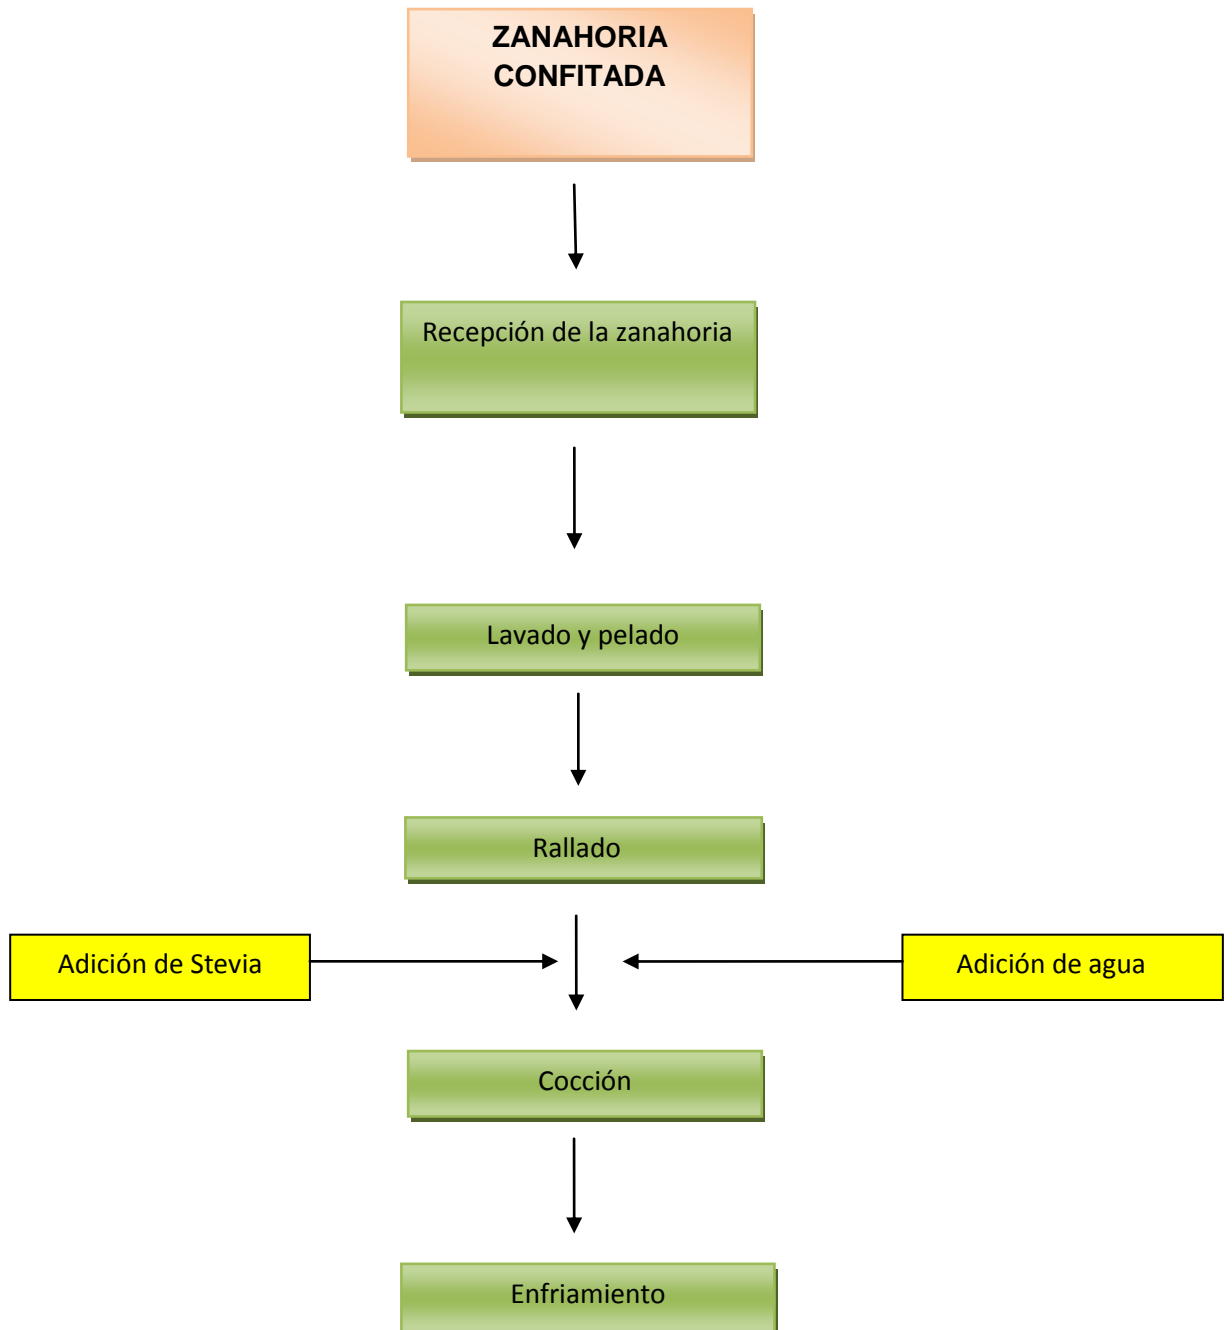 ZANAHORIA
CONFITADA
Recepción de la zanahoria
Lavado y pelado
Rallado
Adición de Stevia
Adición de agua
Cocción
Enfriamiento